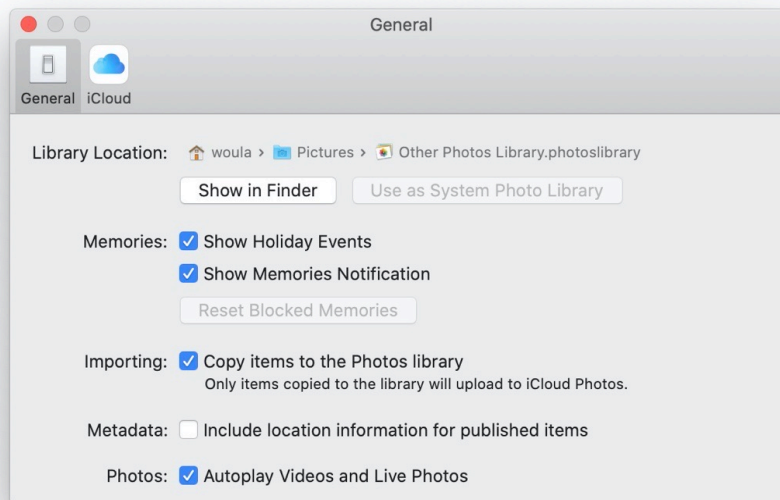 General
General iCloud
Library Location: woula › Pictures › Other Photos Library.photoslibrary
Show in Finder Use as System Photo Library
Memories: Show Holiday Events
Show Memories Notification
Reset Blocked Memories
Importing: Copy items to the Photos library
Only items copied to the library will upload to iCloud Photos.
Metadata: Include location information for published items
Photos: Autoplay Videos and Live Photos